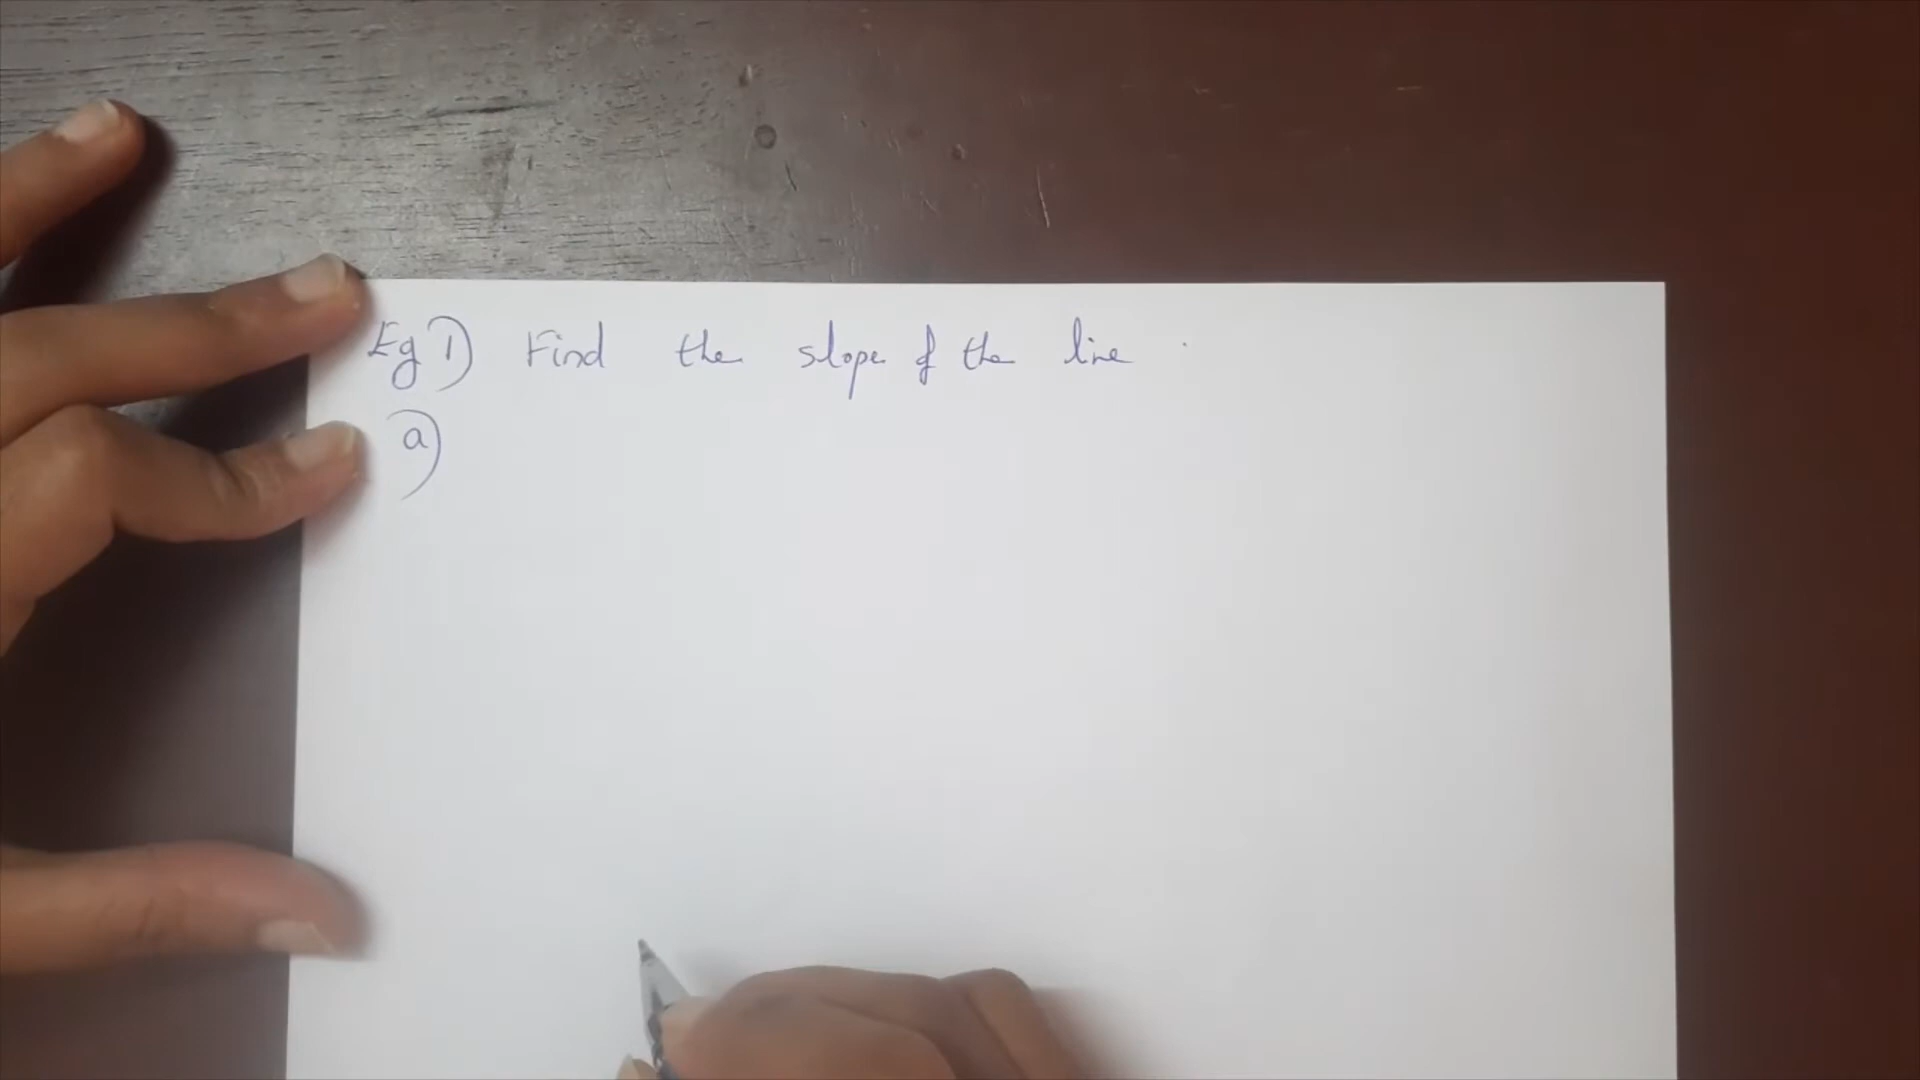 Eg 1) Find the slope of the line .
a)